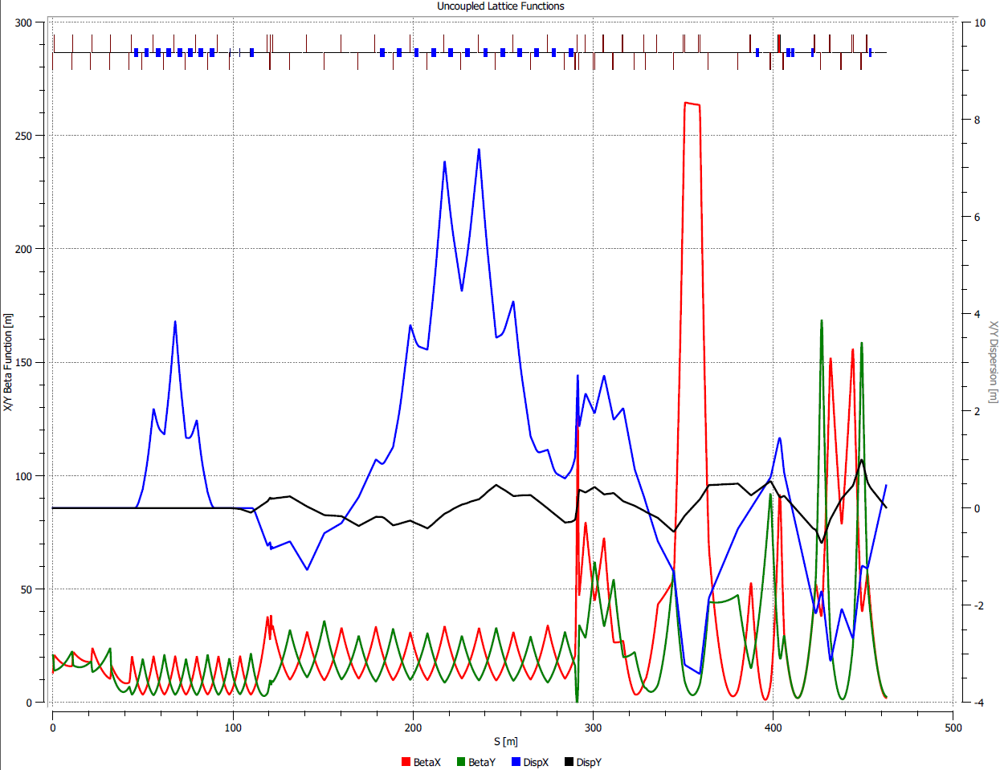 Uncoupled Lattice Functions
300
250
200
150
100
50
0
X/Y Beta Function [m]
10
8
6
4
2
0
-2
-4
X/Y Dispersion [m]
0
100
200
300
400
500
S [m]
BetaX
BetaY
DispX
DispY